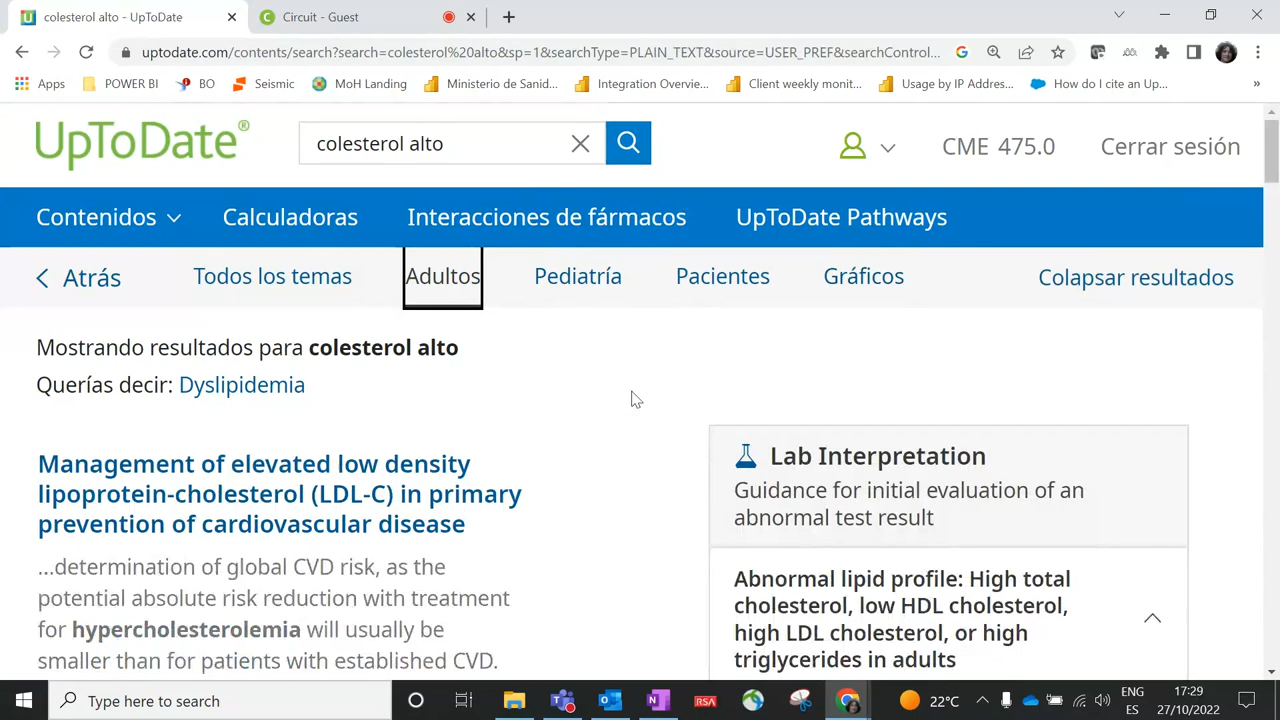 colesterol alto - UpToDate
Circuit - Guest
uptodate.com/contents/search?search=colesterol%20alto&sp=1&searchType=PLAIN_TEXT&source=USER_PREF&searchControl...
Apps
POWER BI
BO
Seismic
MoH Landing
Ministerio de Sanid...
Integration Overvie...
Client weekly monit...
Usage by IP Addres...
How do I cite an Up...
»
UpToDate®
colesterol alto
CME 475.0
Cerrar sesión
Contenidos
Calculadoras
Interacciones de fármacos
UpToDate Pathways
Atrás
Todos los temas
Adultos
Pediatría
Pacientes
Gráficos
Colapsar resultados
Mostrando resultados para colesterol alto
Querías decir: Dyslipidemia
Management of elevated low density
lipoprotein-cholesterol (LDL-C) in primary
prevention of cardiovascular disease
...determination of global CVD risk, as the
potential absolute risk reduction with treatment
for hypercholesterolemia will usually be
smaller than for patients with established CVD.
Lab Interpretation
Guidance for initial evaluation of an
abnormal test result
Abnormal lipid profile: High total
cholesterol, low HDL cholesterol,
high LDL cholesterol, or high
triglycerides in adults
Type here to search
RSA
22°C
ENG
ES
17:29
27/10/2022